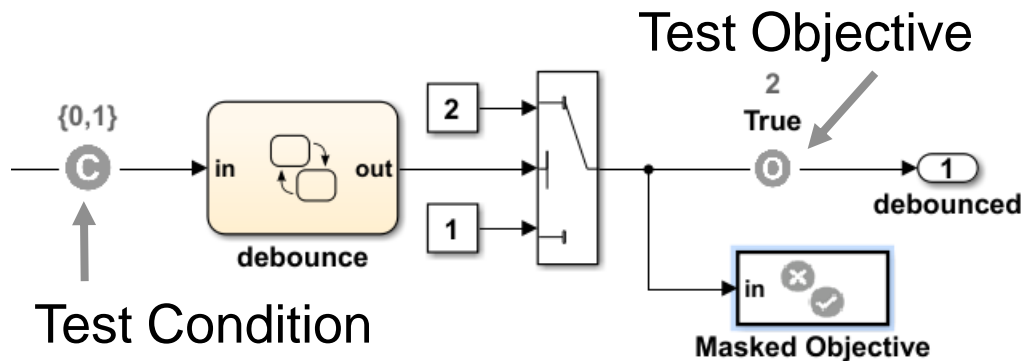 Test Objective
{0,1}
C
in
out
debounce
2
1
2
True
O
1
debounced
in
Masked Objective
Test Condition